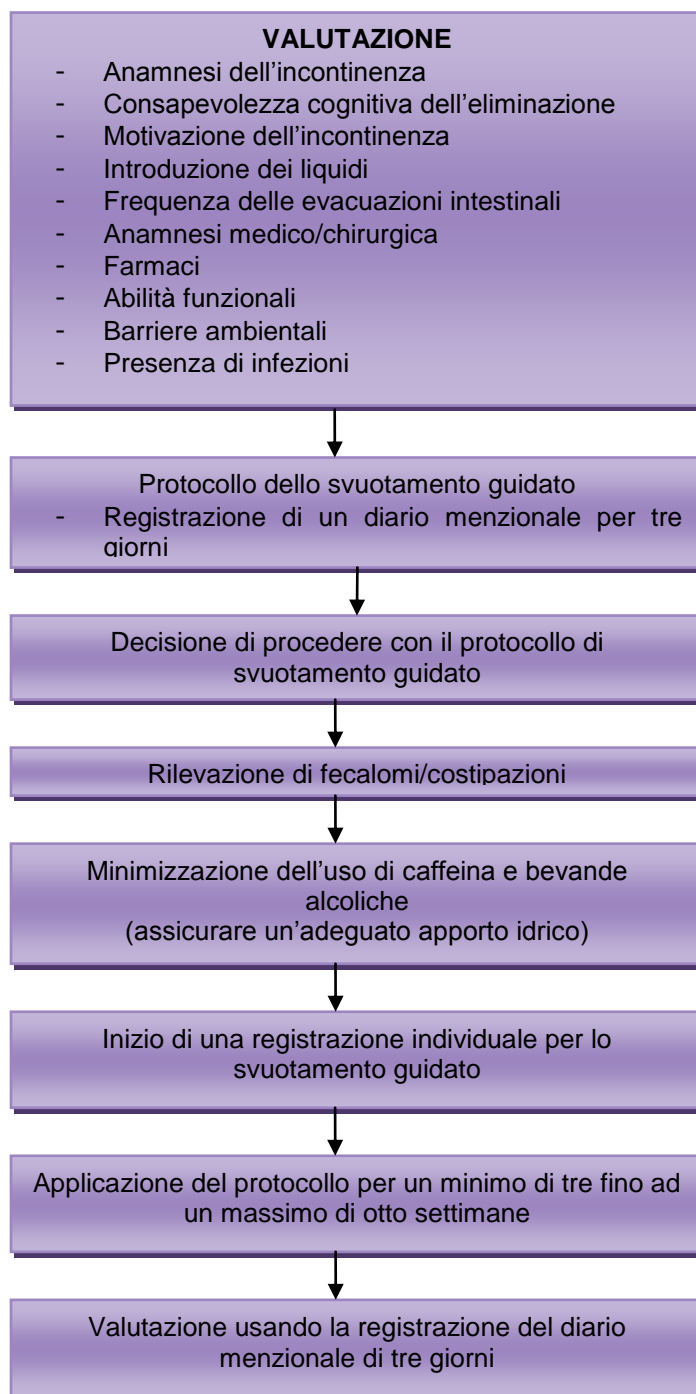 VALUTAZIONE
- Anamnesi dell'incontinenza
- Consapevolezza cognitiva dell'eliminazione
- Motivazione dell'incontinenza
- Introduzione dei liquidi
- Frequenza delle evacuazioni intestinali
- Anamnesi medico/chirurgica
- Farmaci
- Abilità funzionali
- Barriere ambientali
- Presenza di infezioni
Protocollo dello svuotamento guidato
- Registrazione di un diario menzionale per tre
giorni
Decisione di procedere con il protocollo di
svuotamento guidato
Rilevazione di fecalomi/costipazioni
Minimizzazione dell'uso di caffeina e bevande
alcoliche
(assicurare un'adeguato apporto idrico)
Inizio di una registrazione individuale per lo
svuotamento guidato
Applicazione del protocollo per un minimo di tre fino ad
un massimo di otto settimane
Valutazione usando la registrazione del diario
menzionale di tre giorni